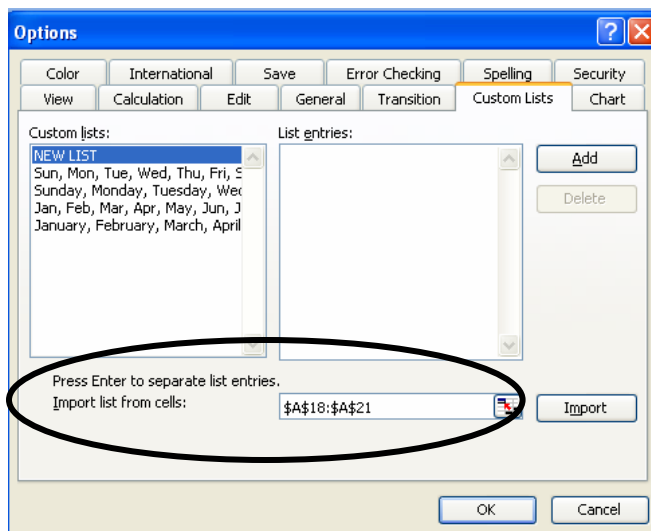 Options
Color International Save Error Checking Spelling Security
View Calculation Edit General Transition Custom Lists Chart
Custom lists: List entries:
NEW LIST
Add
Sun, Mon, Tue, Wed, Thu, Fri, S
Sunday, Monday, Tuesday, Wed
Delete
Jan, Feb, Mar, Apr, May, Jun, J
January, February, March, April
Press Enter to separate list entries.
Import list from cells: $A$18:$A$21 Import
OK Cancel